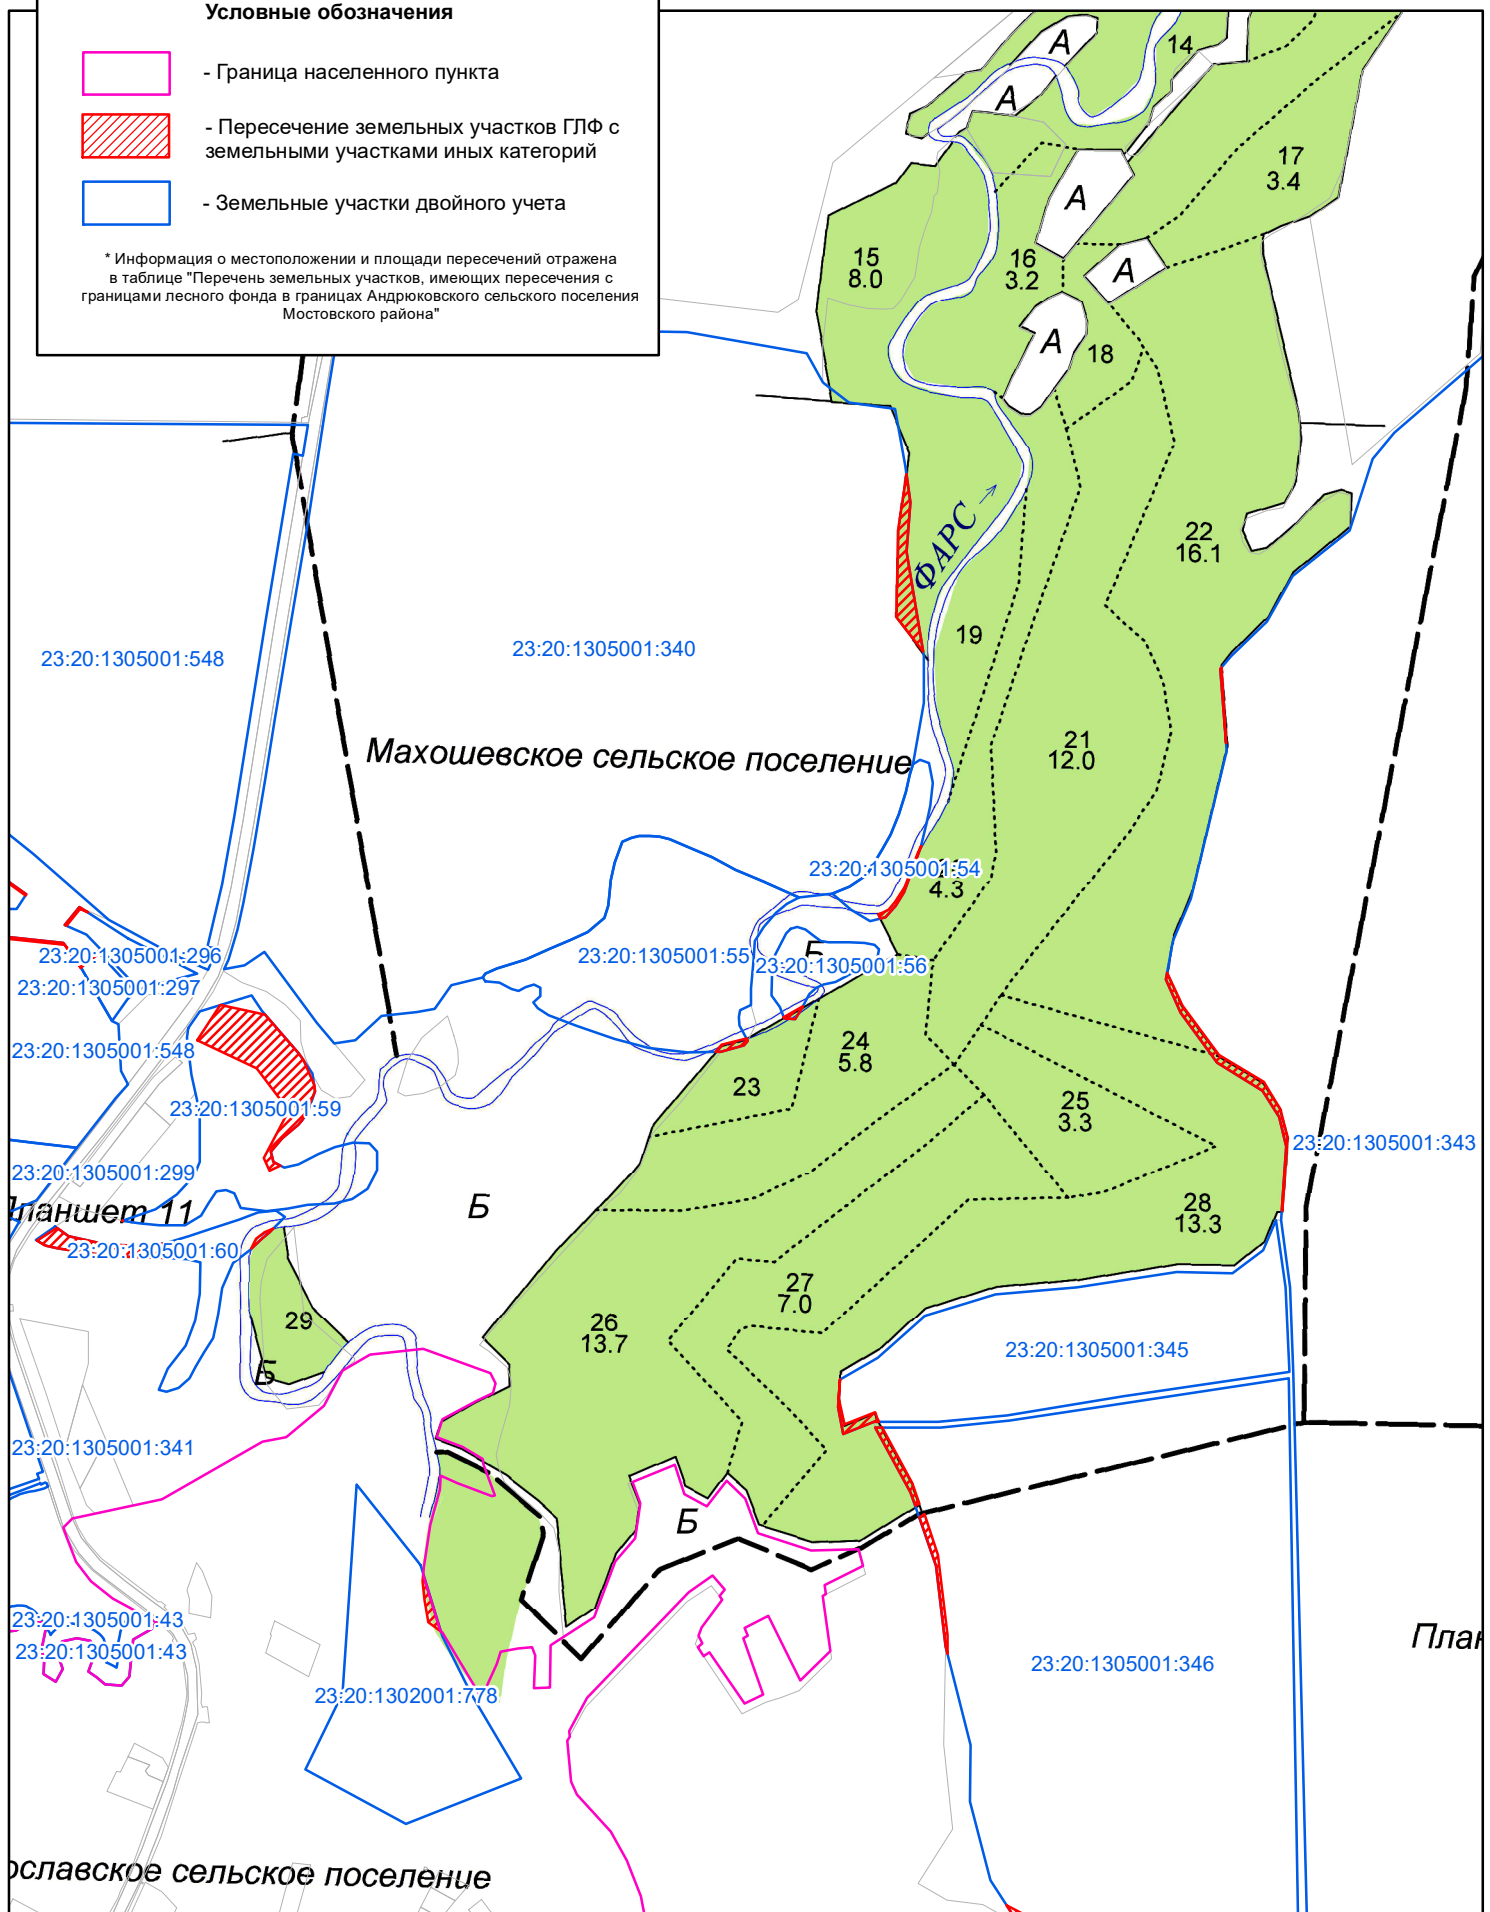 Условные обозначения
- Граница населенного пункта
- Пересечение земельных участков ГЛФ с
земельными участками иных категорий
- Земельные участки двойного учета
* Информация о местоположении и площади пересечений отражена
в таблице "Перечень земельных участков, имеющих пересечения с
границами лесного фонда в границах Андрюковского сельского поселения
Мостовского района"
А
14
А
17
3.4
А
15
8.0
16
3.2
А
А
18
ФАРС
22
16.1
19
23:20:1305001:548
23:20:1305001:340
Махошевское сельское поселение
21
12.0
23:20:1305001:54
4.3
23:20:1305001:296
23:20:1305001:55
Б
23:20:1305001:56
23:20:1305001:297
23:20:1305001:548
24
5.8
23
23:20:1305001:59
25
3.3
23:20:1305001:343
23:20:1305001:299
Планшет 11
Б
28
13.3
23:20:1305001:60
27
7.0
29
26
13.7
23:20:1305001:345
Б
23:20:1305001:341
Б
23:20:1305001:43
23:20:1305001:43
План
23:20:1305001:346
23:20:1302001:778
ославское сельское поселение